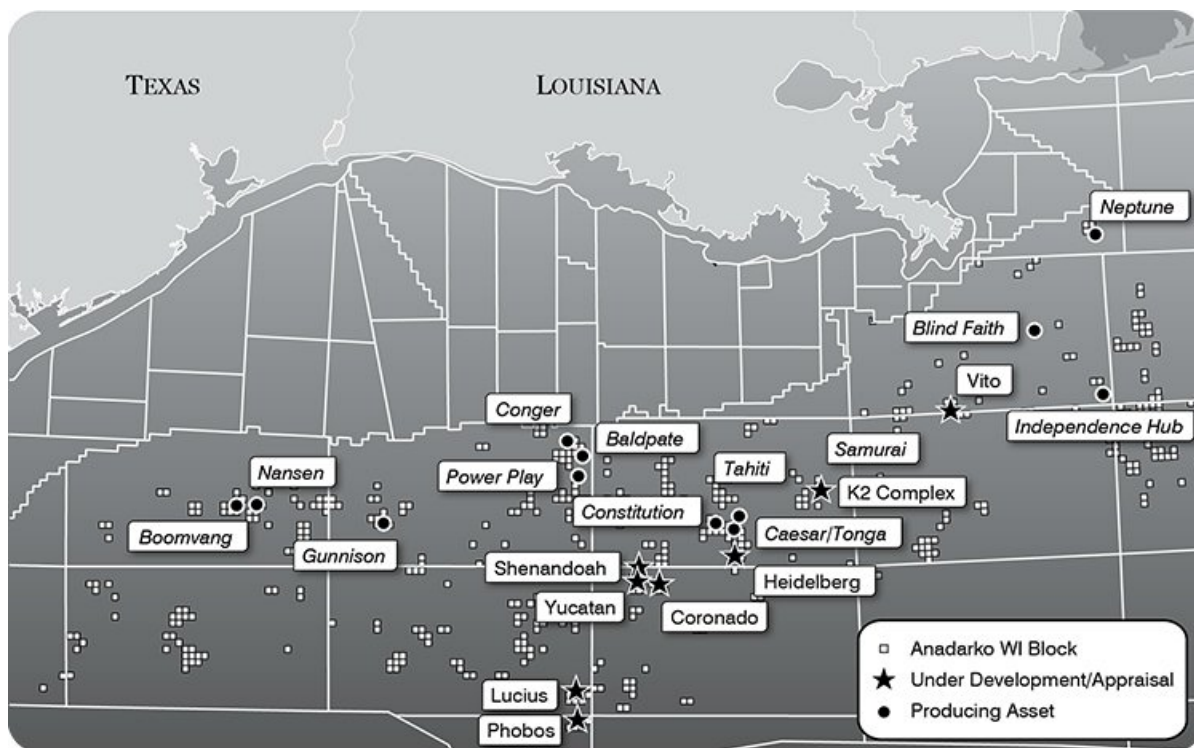 TEXAS
LOUISIANA
Neptune
Blind Faith
Vito
Conger
Independence Hub
Baldpate
Samurai
Nansen
Power Play
Tahiti
K2 Complex
Constitution
Boomvang
Caesar/Tonga
Gunnison
Shenandoah
Heidelberg
Yucatan
Coronado
Anadarko WI Block
Under Development/Appraisal
Lucius
Producing Asset
Phobos